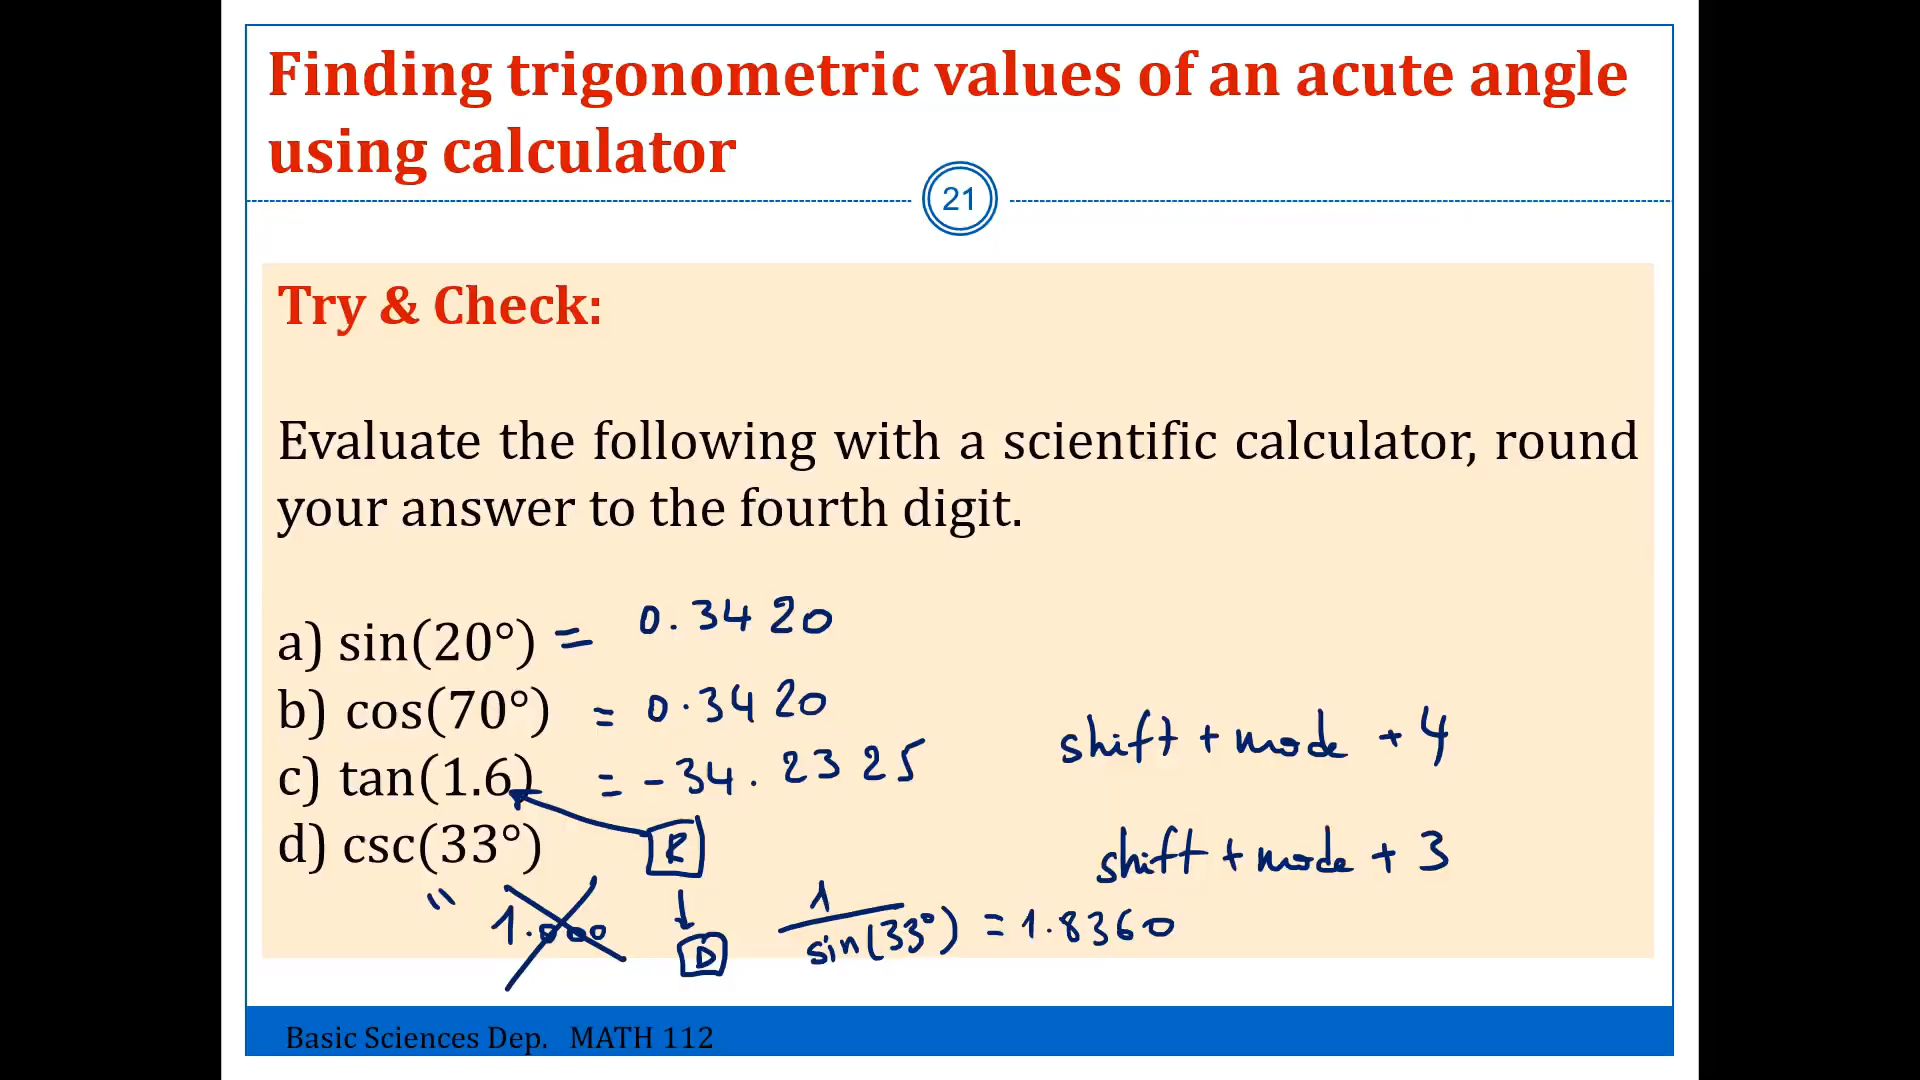 Finding trigonometric values of an acute angle
using calculator
21
Try & Check:
Evaluate the following with a scientific calculator, round
your answer to the fourth digit.
a) sin(20°) = 0.3420
b) cos(70°) = 0.3420
shift + mode + 4
c) tan(1.6) = -34.2325
d) csc(33°)
R
shift + mode + 3
"
1.000
D
1/sin(33°) = 1.8360
Basic Sciences Dep. MATH 112